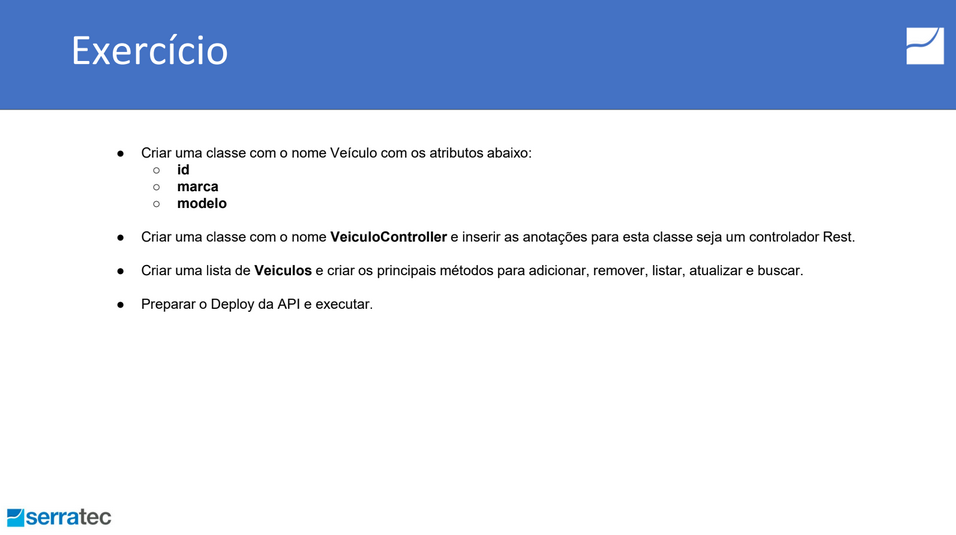 Exercício
● Criar uma classe com o nome Veículo com os atributos abaixo:
○ id
○ marca
○ modelo
● Criar uma classe com o nome VeiculoController e inserir as anotações para esta classe seja um controlador Rest.
● Criar uma lista de Veiculos e criar os principais métodos para adicionar, remover, listar, atualizar e buscar.
● Preparar o Deploy da API e executar.
serratec